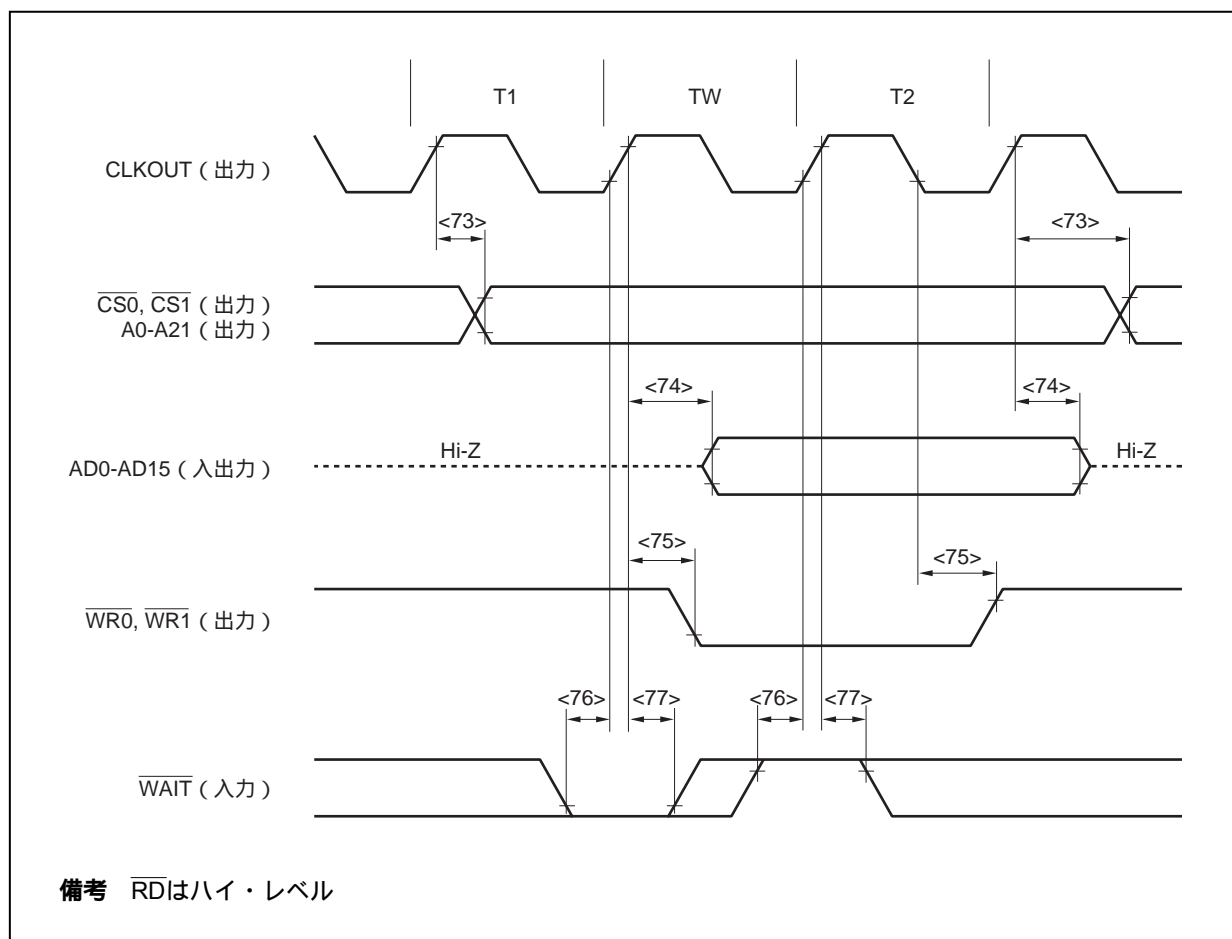 T1 TW T2
CLKOUT（出力）
<73> <73>
CS0, CS1（出力）
A0-A21（出力）
<74> <74>
Hi-Z Hi-Z
AD0-AD15（入出力）
<75> <75>
WR0, WR1（出力）
<76> <77> <76> <77>
WAIT（入力）
備考 RDはハイ・レベル